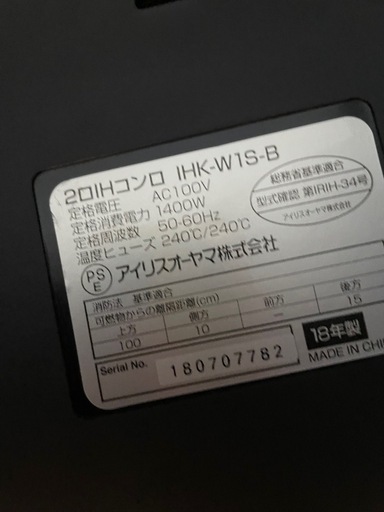 2口IHコンロ IHK-W1S-B
定格電圧 AC100V
定格消費電力 1400W
定格周波数 50-60Hz
温度ヒューズ 240℃/240℃
総務省基準適合
型式確認 第IRIH-34号
アイリスオーヤマ株式会社
PSE アイリスオーヤマ株式会社
消防法 基準適合
可燃物からの離隔距離(cm)
上方 側方 前方 後方
100 10 － 15
Serial No. 180707782
18年製
MADE IN CHI